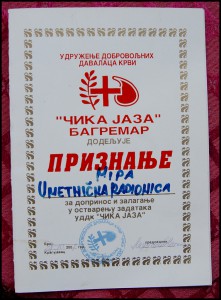 УДРУЖЕЊЕ ДОБРОВОЉНИХ
ДАВАЛАЦА КРВИ
"ЧИКА ЈАЗА"
БАГРЕМАР
ДОДЕЉУЈЕ
ПРИЗНАЊЕ
МИРА
UMETNIČKA RADIONICA
за допринос и залагање
у остварењу задатака
УДДК "ЧИКА ЈАЗА"